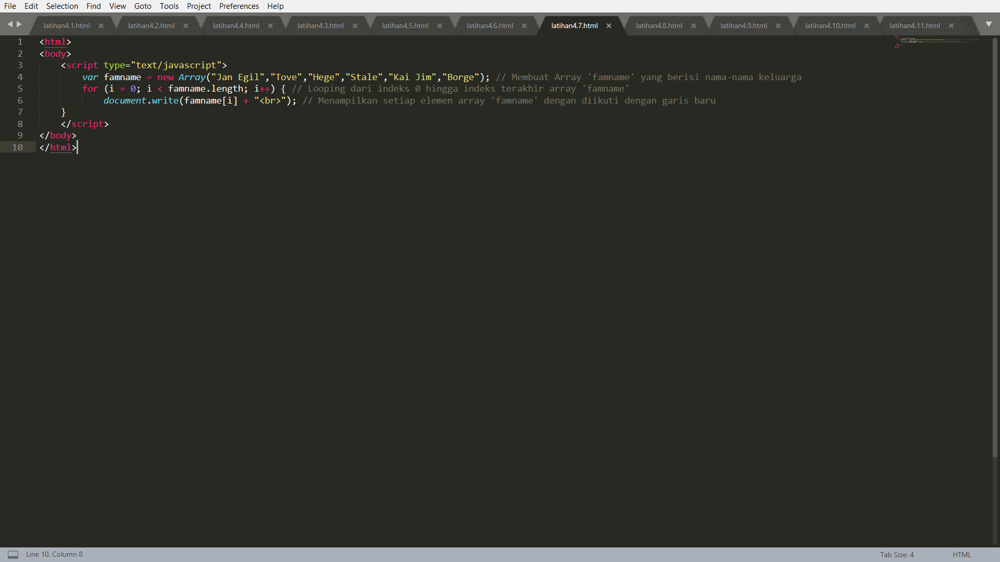 File Edit Selection Find View Goto Tools Project Preferences Help
latihan4.1.html × latihan4.2.html × latihan4.4.html × latihan4.3.html × latihan4.5.html × latihan4.6.html × latihan4.7.html × latihan4.8.html × latihan4.9.html × latihan4.10.html × latihan4.11.html ×
1 <html>
2 <body>
3 <script type="text/javascript">
4 var famname = new Array("Jan Egil","Tove","Hege","Stale","Kai Jim","Borge"); // Membuat Array 'famname' yang berisi nama-nama keluarga
5 for (i = 0; i < famname.length; i++) { // Looping dari indeks 0 hingga indeks terakhir array 'famname'
6 document.write(famname[i] + "<br>"); // Menampilkan setiap elemen array 'famname' dengan diikuti dengan garis baru
7 }
8 </script>
9 </body>
10 </html>
Line 10, Column 8 Tab Size: 4 HTML